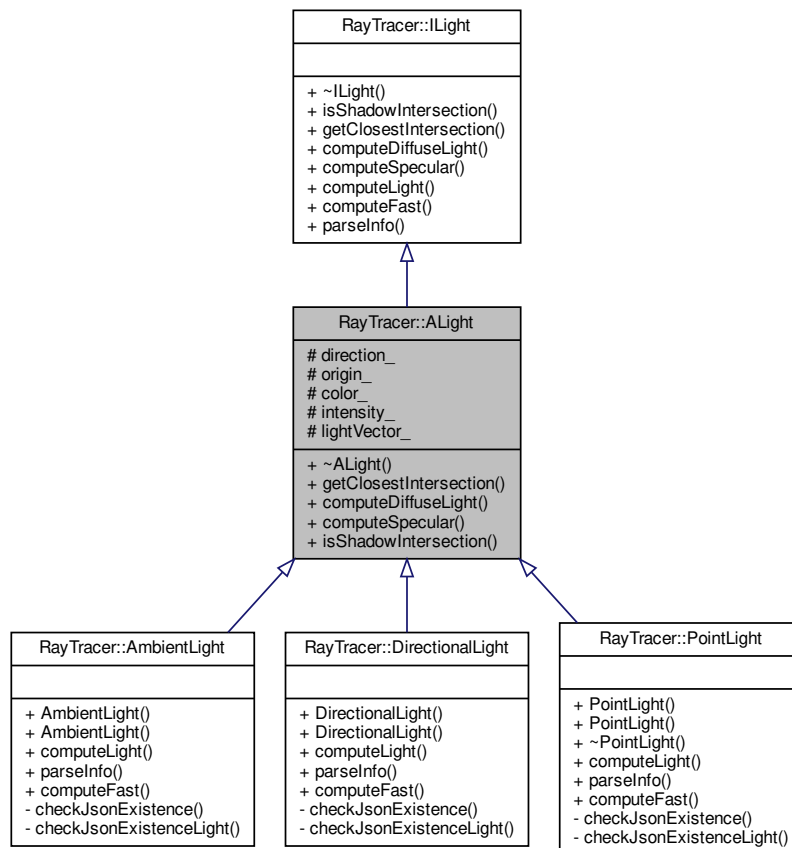 RayTracer::ILight
+ ~ILight()
+ isShadowIntersection()
+ getClosestIntersection()
+ computeDiffuseLight()
+ computeSpecular()
+ computeLight()
+ computeFast()
+ parseInfo()
RayTracer::ALight
# direction_
# origin_
# color_
# intensity_
# lightVector_
+ ~ALight()
+ getClosestIntersection()
+ computeDiffuseLight()
+ computeSpecular()
+ isShadowIntersection()
RayTracer::AmbientLight
+ AmbientLight()
+ AmbientLight()
+ computeLight()
+ parseInfo()
+ computeFast()
- checkJsonExistence()
- checkJsonExistenceLight()
RayTracer::DirectionalLight
+ DirectionalLight()
+ DirectionalLight()
+ computeLight()
+ parseInfo()
+ computeFast()
- checkJsonExistence()
- checkJsonExistenceLight()
RayTracer::PointLight
+ PointLight()
+ PointLight()
+ ~PointLight()
+ computeLight()
+ parseInfo()
+ computeFast()
- checkJsonExistence()
- checkJsonExistenceLight()